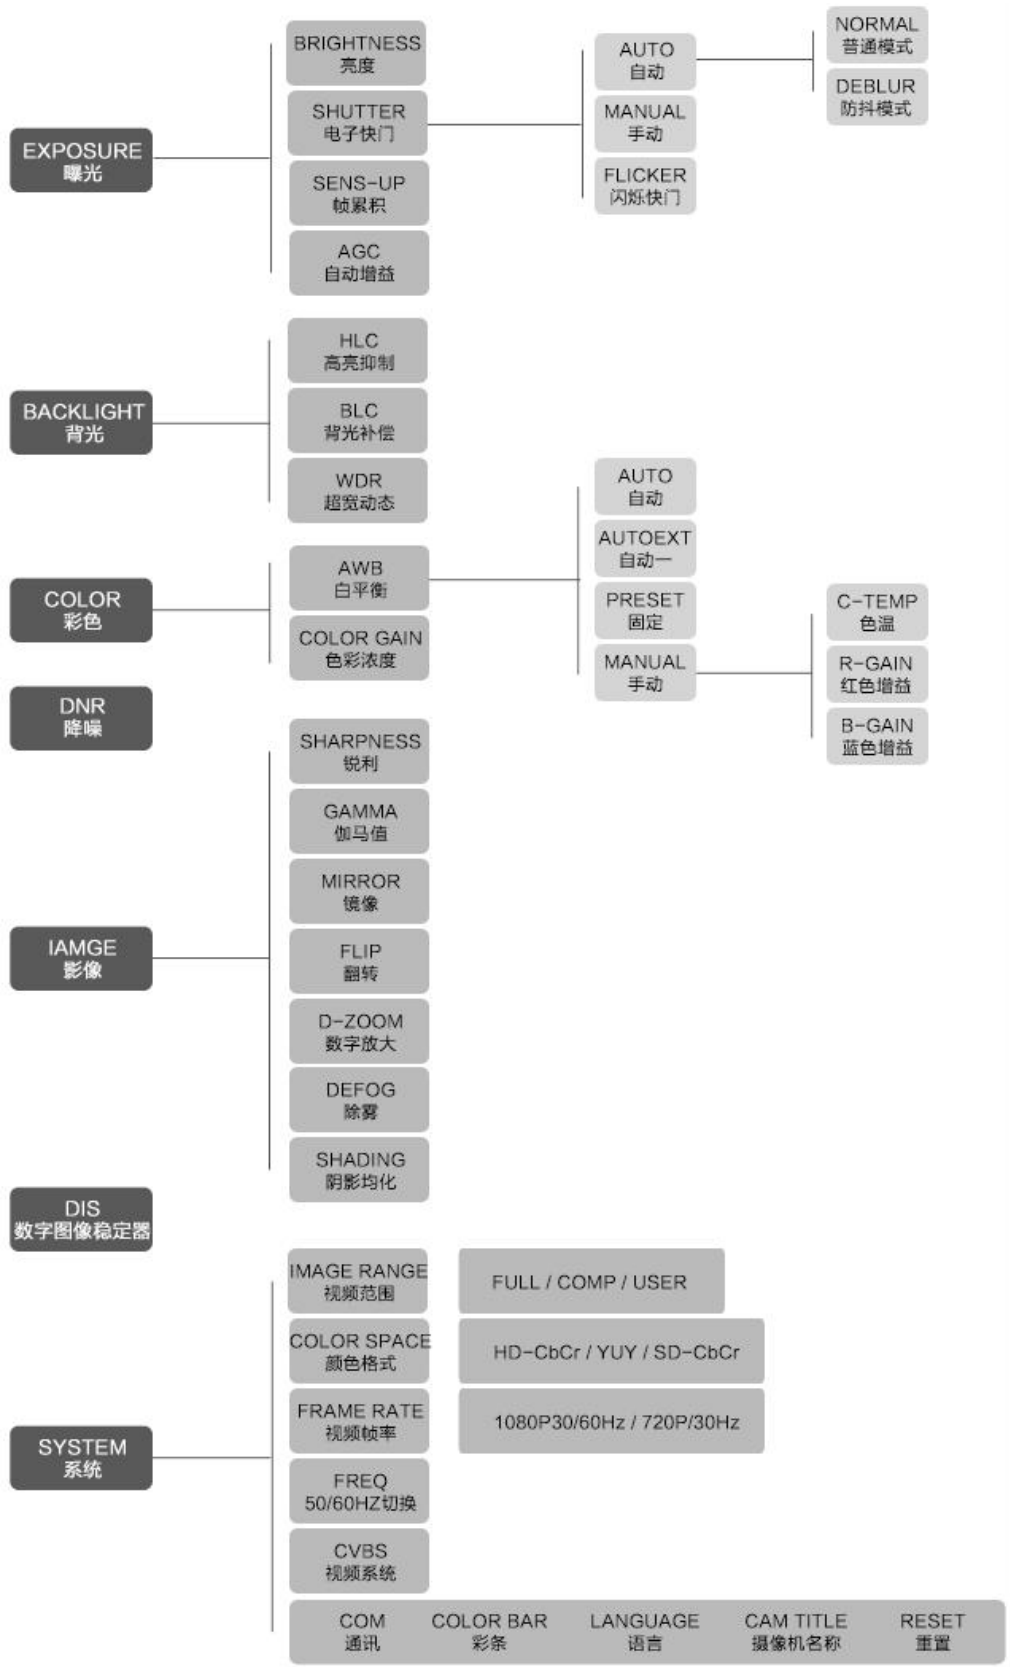 EXPOSURE
曝光
BRIGHTNESS
亮度
SHUTTER
电子快门
SENS-UP
帧累积
AGC
自动增益
AUTO
自动
MANUAL
手动
FLICKER
闪烁快门
NORMAL
普通模式
DEBLUR
防抖模式
BACKLIGHT
背光
HLC
高亮抑制
BLC
背光补偿
WDR
超宽动态
COLOR
彩色
AWB
白平衡
COLOR GAIN
色彩浓度
AUTO
自动
AUTOEXT
自动一
PRESET
固定
MANUAL
手动
C-TEMP
色温
R-GAIN
红色增益
B-GAIN
蓝色增益
DNR
降噪
IAMGE
影像
SHARPNESS
锐利
GAMMA
伽马值
MIRROR
镜像
FLIP
翻转
D-ZOOM
数字放大
DEFOG
除雾
SHADING
阴影均化
DIS
数字图像稳定器
SYSTEM
系统
IMAGE RANGE
视频范围
FULL / COMP / USER
COLOR SPACE
颜色格式
HD-CbCr / YUY / SD-CbCr
FRAME RATE
视频帧率
1080P30/60Hz / 720P/30Hz
FREQ
50/60HZ切换
CVBS
视频系统
COM
通讯
COLOR BAR
彩条
LANGUAGE
语言
CAM TITLE
摄像机名称
RESET
重置